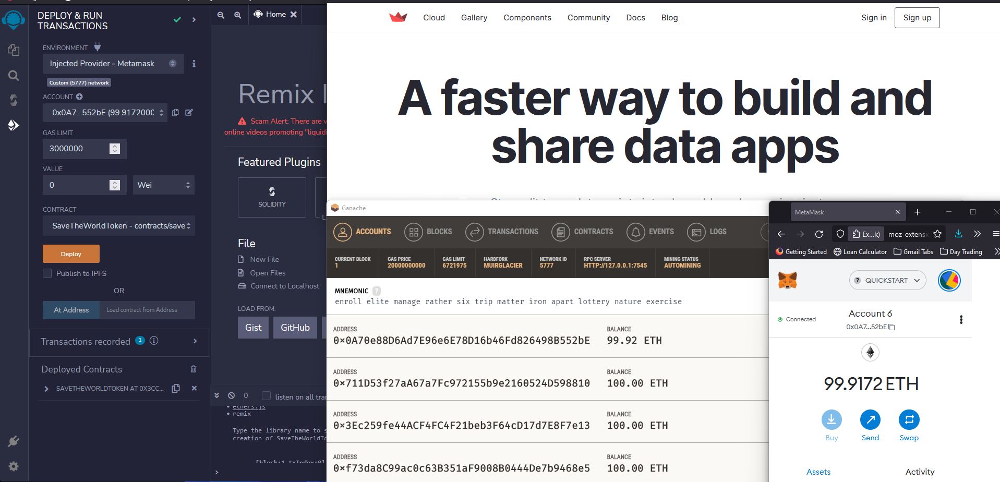 DEPLOY & RUN
TRANSACTIONS
ENVIRONMENT
Injected Provider - Metamask
Custom (5777) network
ACCOUNT
0x0A7...552bE (99.917200
GAS LIMIT
3000000
VALUE
0
Wei
CONTRACT
SaveTheWorldToken - contracts/save
Deploy
Publish to IPFS
OR
At Address
Load contract from Address
Transactions recorded 1
Deployed Contracts
SAVETHEWORLDTOKEN AT 0X3CC...
Home
Remix
Scam Alert: There are
online videos promoting "liquidi
Featured Plugins
SOLIDITY
L
File
New File
Open Files
Connect to Localhost
LOAD FROM:
Gist
GitHub
0
listen on all tra
ethers.js
remix
Type the library name to s
creation of SaveTheWorldTo
[block:1 txIndex:0]
>
Cloud
Gallery
Components
Community
Docs
Blog
Sign in
Sign up
A faster way to build and
share data apps
Ganache
ACCOUNTS
BLOCKS
TRANSACTIONS
CONTRACTS
EVENTS
LOGS
CURRENT BLOCK
1
GAS PRICE
20000000000
GAS LIMIT
6721975
HARDFORK
MUIRGLACIER
NETWORK ID
5777
RPC SERVER
HTTP://127.0.0.1:7545
MINING STATUS
AUTOMINING
MNEMONIC ?
enroll elite manage rather six trip matter iron apart lottery nature exercise
ADDRESS
0×0A70e88D6Ad7E96e6E78D16b46Fd826498B552bE
BALANCE
99.92 ETH
ADDRESS
0×711D53f27aA67a7Fc972155b9e2160524D598810
BALANCE
100.00 ETH
ADDRESS
0×3Ec259fe44ACF4FC4F21beb3F64cD17d7E8F7e13
BALANCE
100.00 ETH
ADDRESS
0×f73da8C99ac0c63B351aF9008B0444De7b9468e5
BALANCE
100.00 ETH
MetaMask
Ex...k)
moz-extensi
Getting Started
Loan Calculator
Gmail Tabs
Day Trading
? QUICKSTART
Connected
Account 6
0x0A7...52bE
99.9172 ETH
Buy
Send
Swap
Assets
Activity